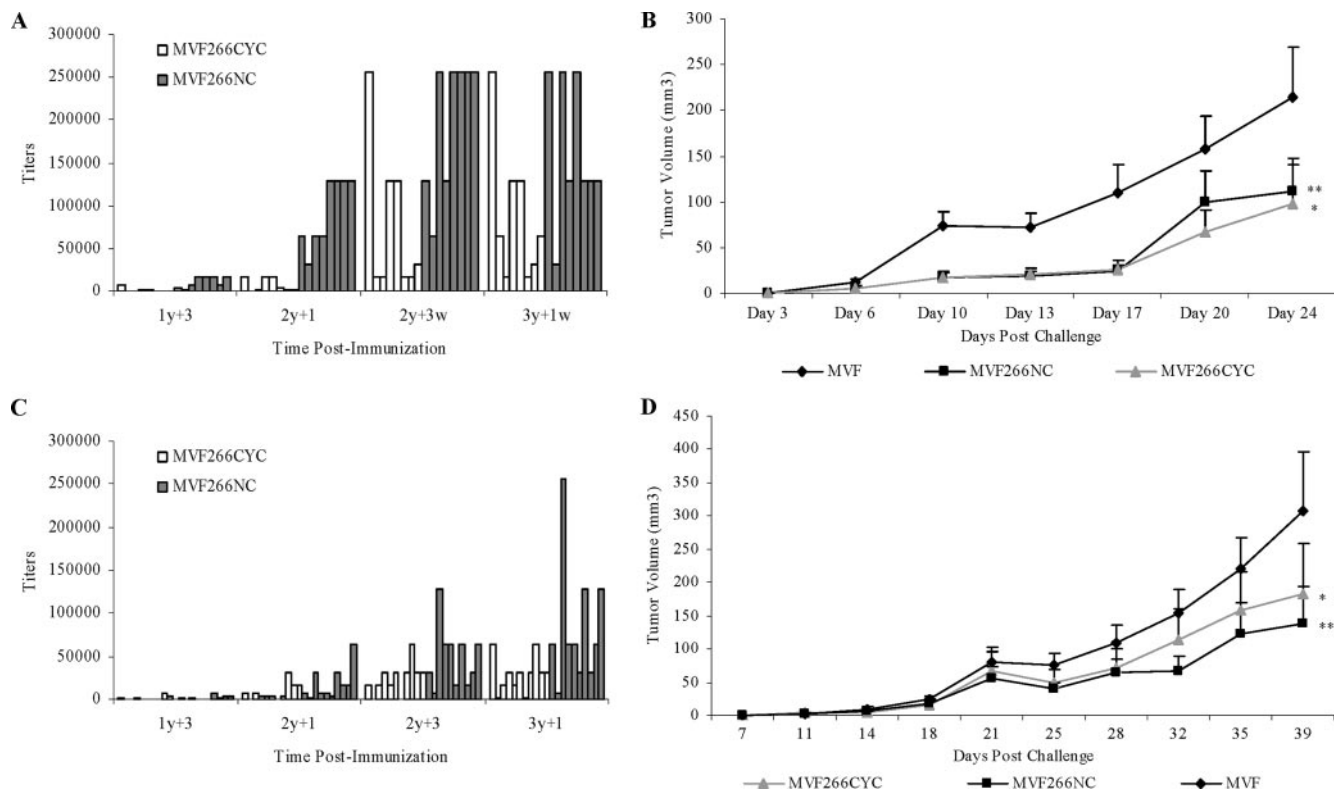 A
300000
250000
200000
150000
100000
50000
0
Titers
MVF266CYC
MVF266NC
1y+3
2y+1
2y+3w
3y+1w
Time Post-Immunization
B
300
250
200
150
100
50
0
Tumor Volume (mm3)
**
*
Day 3
Day 6
Day 10
Day 13
Day 17
Day 20
Day 24
Days Post Challenge
MVF
MVF266NC
MVF266CYC
C
300000
250000
200000
150000
100000
50000
0
Titers
MVF266CYC
MVF266NC
1y+3
2y+1
2y+3
3y+1
Time Post-Immunization
D
450
400
350
300
250
200
150
100
50
0
Tumor Volume (mm3)
*
**
7
11
14
18
21
25
28
32
35
39
Days Post Challenge
MVF266CYC
MVF266NC
MVF